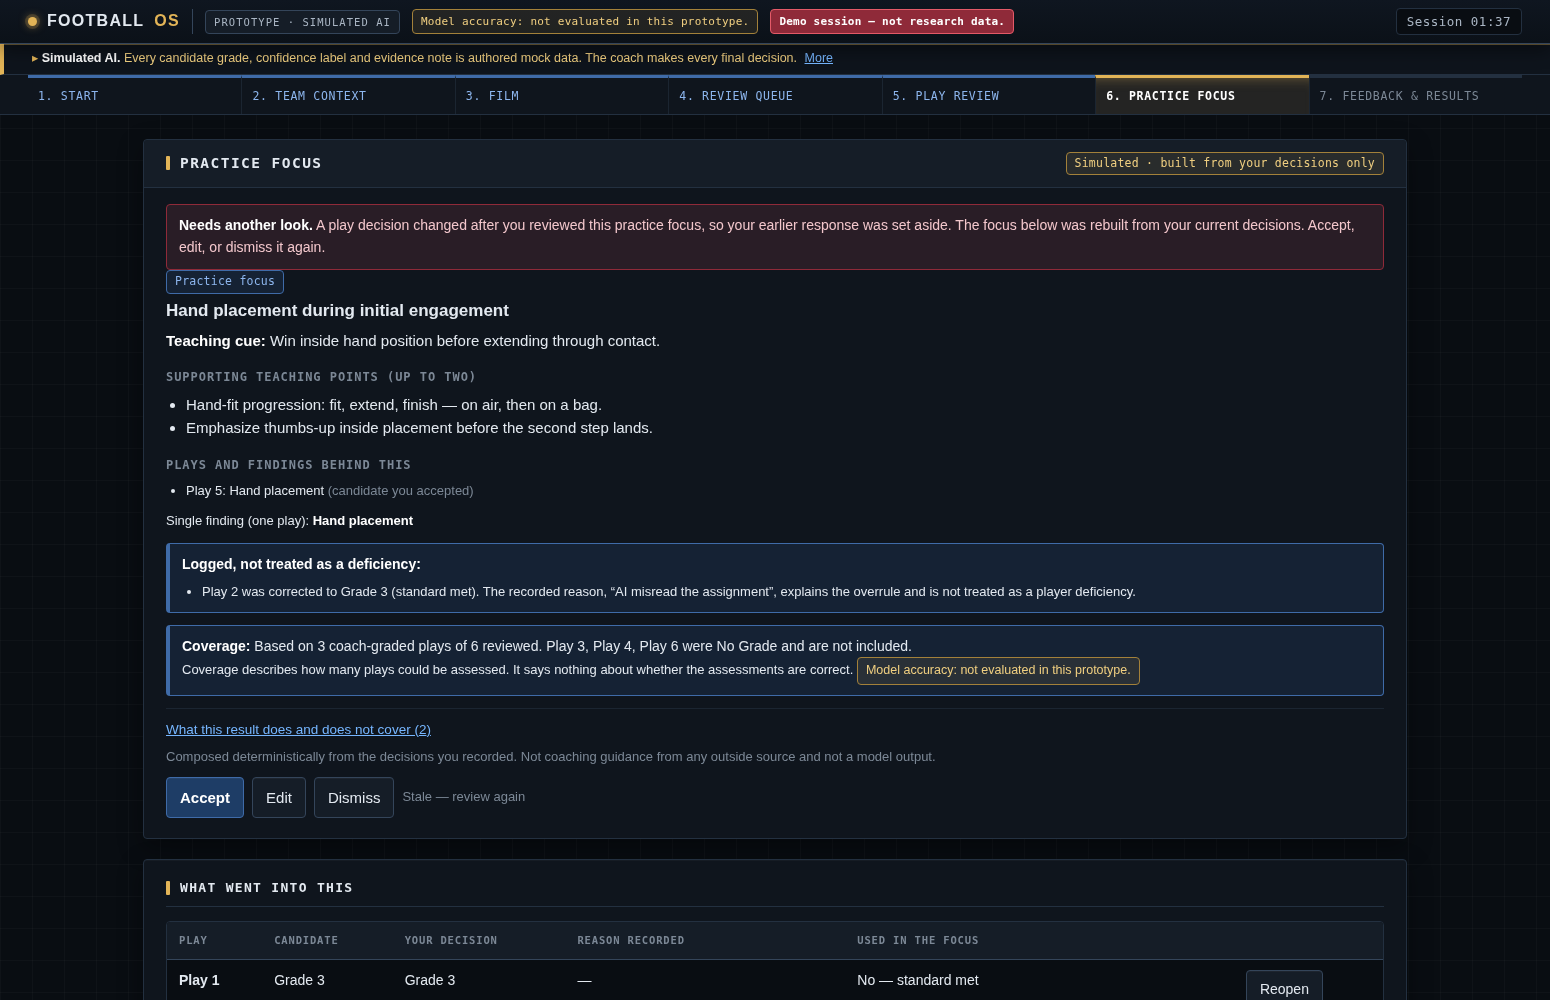 FOOTBALL OS
PROTOTYPE · SIMULATED AI
Model accuracy: not evaluated in this prototype.
Demo session — not research data.
Session 01:37
▸ Simulated AI. Every candidate grade, confidence label and evidence note is authored mock data. The coach makes every final decision. More
1. START
2. TEAM CONTEXT
3. FILM
4. REVIEW QUEUE
5. PLAY REVIEW
6. PRACTICE FOCUS
7. FEEDBACK & RESULTS
PRACTICE FOCUS
Simulated · built from your decisions only
Needs another look. A play decision changed after you reviewed this practice focus, so your earlier response was set aside. The focus below was rebuilt from your current decisions. Accept,
edit, or dismiss it again.
Practice focus
Hand placement during initial engagement
Teaching cue: Win inside hand position before extending through contact.
SUPPORTING TEACHING POINTS (UP TO TWO)
• Hand-fit progression: fit, extend, finish — on air, then on a bag.
• Emphasize thumbs-up inside placement before the second step lands.
PLAYS AND FINDINGS BEHIND THIS
• Play 5: Hand placement (candidate you accepted)
Single finding (one play): Hand placement
Logged, not treated as a deficiency:
• Play 2 was corrected to Grade 3 (standard met). The recorded reason, “AI misread the assignment”, explains the overrule and is not treated as a player deficiency.
Coverage: Based on 3 coach-graded plays of 6 reviewed. Play 3, Play 4, Play 6 were No Grade and are not included.
Coverage describes how many plays could be assessed. It says nothing about whether the assessments are correct. Model accuracy: not evaluated in this prototype.
What this result does and does not cover (2)
Composed deterministically from the decisions you recorded. Not coaching guidance from any outside source and not a model output.
Accept
Edit
Dismiss
Stale — review again
WHAT WENT INTO THIS
PLAY
CANDIDATE
YOUR DECISION
REASON RECORDED
USED IN THE FOCUS
Play 1
Grade 3
Grade 3
—
No — standard met
Reopen